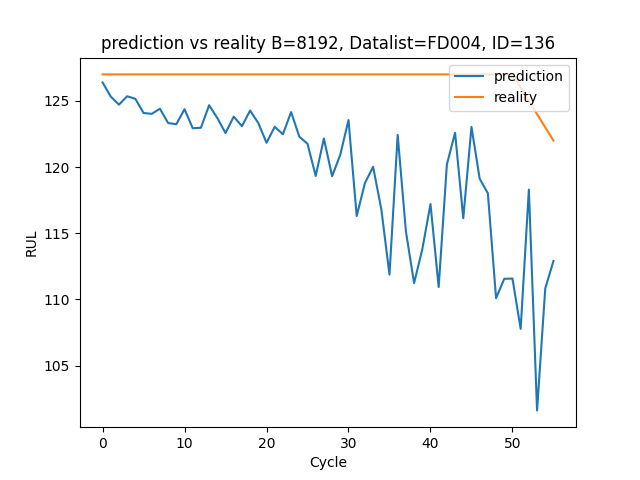 prediction vs reality B=8192, Datalist=FD004, ID=136
prediction
reality
125
120
115
110
105
RUL
0 10 20 30 40 50
Cycle